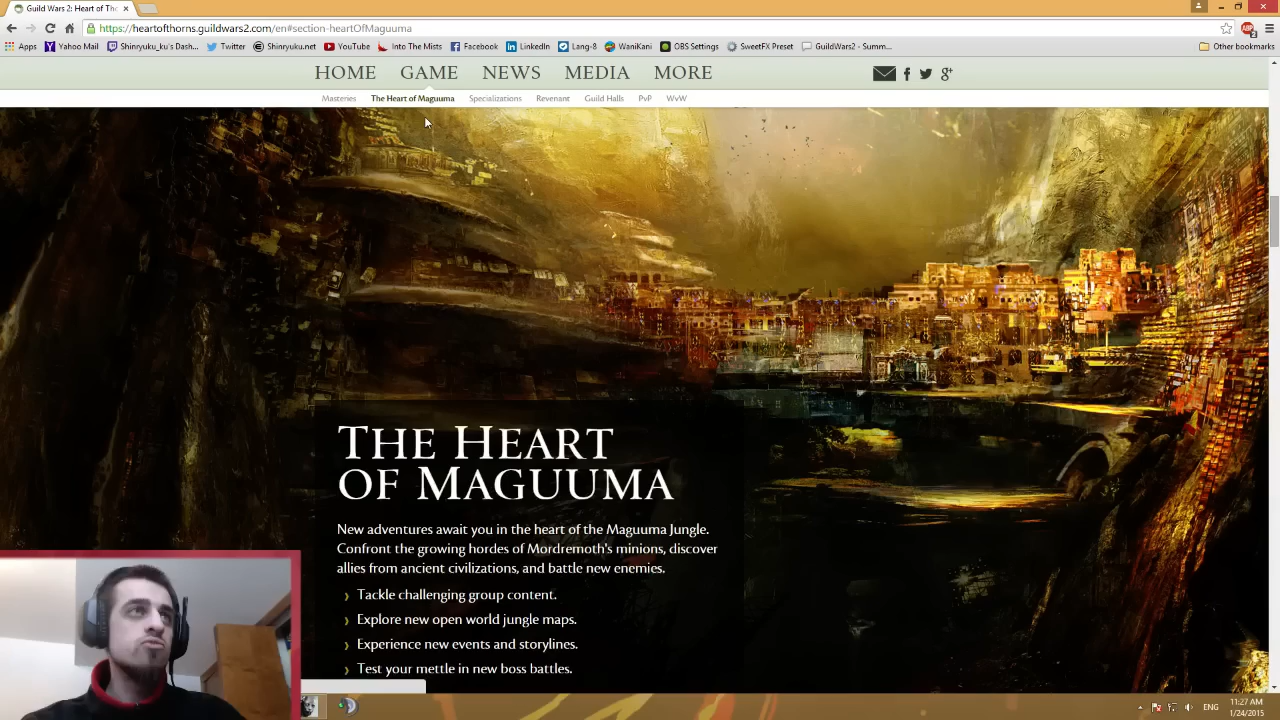 Guild Wars 2: Heart of Tho
https://heartofthorns.guildwars2.com/en#section-heartOfMaguuma
Apps Yahoo Mail Shinryuku_ku's Dash... Twitter Shinryuku.net YouTube Into The Mists Facebook LinkedIn Lang-8 WaniKani OBS Settings SweetFX Preset GuildWars2 - Summ... Other bookmarks
HOME GAME NEWS MEDIA MORE
Masteries The Heart of Maguuma Specializations Revenant Guild Halls PvP WvW
THE HEART
OF MAGUUMA
New adventures await you in the heart of the Maguuma Jungle.
Confront the growing hordes of Mordremoth's minions, discover
allies from ancient civilizations, and battle new enemies.
Tackle challenging group content.
Explore new open world jungle maps.
Experience new events and storylines.
Test your mettle in new boss battles.
ENG
11:27 AM
1/24/2015